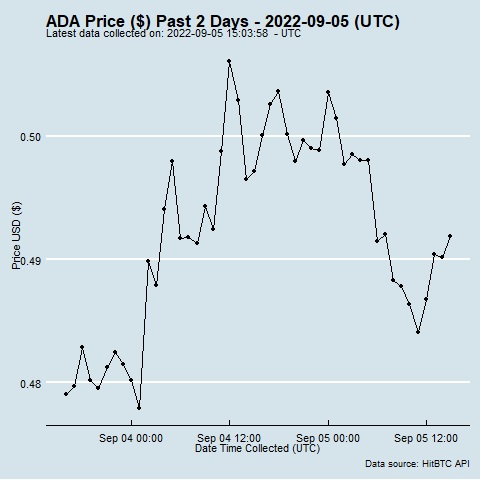 ADA Price ($) Past 2 Days - 2022-09-05 (UTC)
Latest data collected on: 2022-09-05 15:03:58 - UTC
0.50
Price USD ($)
0.49
0.48
Sep 04 00:00 Sep 04 12:00 Sep 05 00:00 Sep 05 12:00
Date Time Collected (UTC)
Data source: HitBTC API